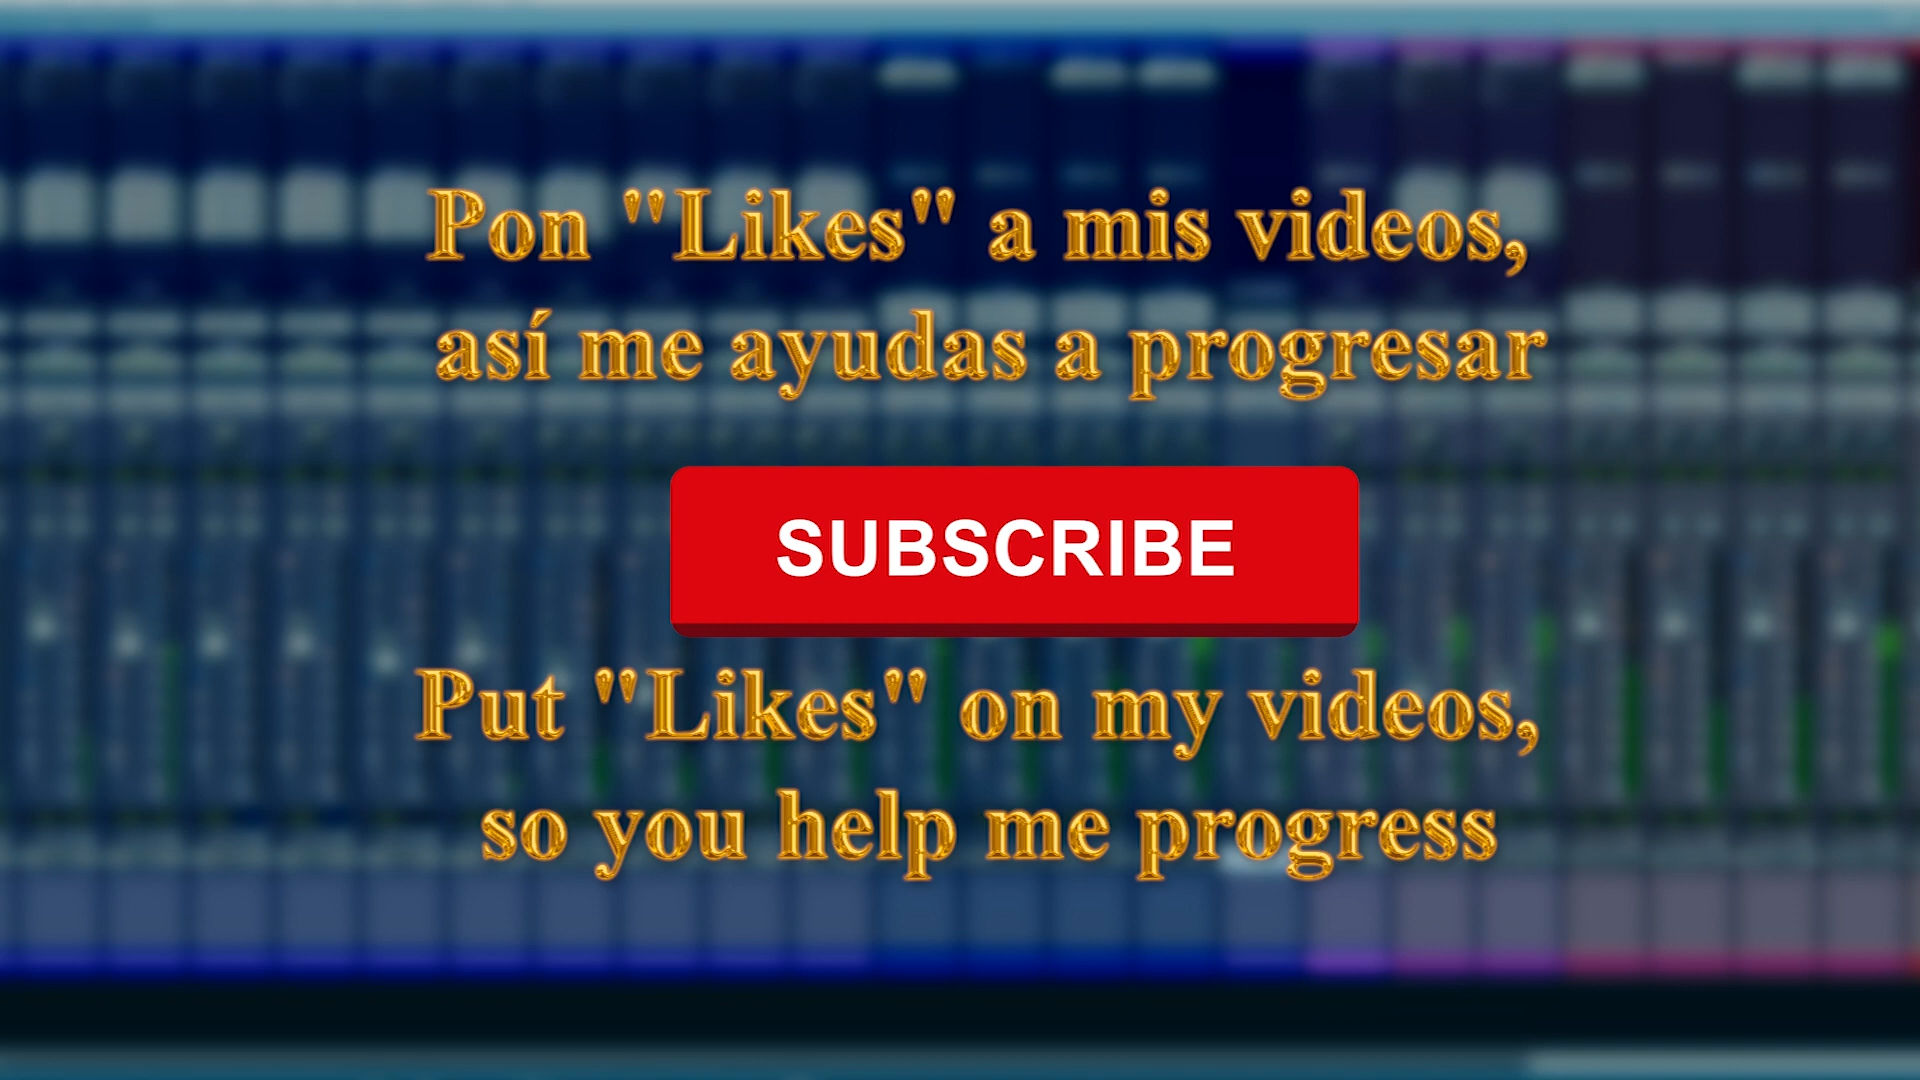 Pon "Likes" a mis videos,
así me ayudas a progresar
SUBSCRIBE
Put "Likes" on my videos,
so you help me progress